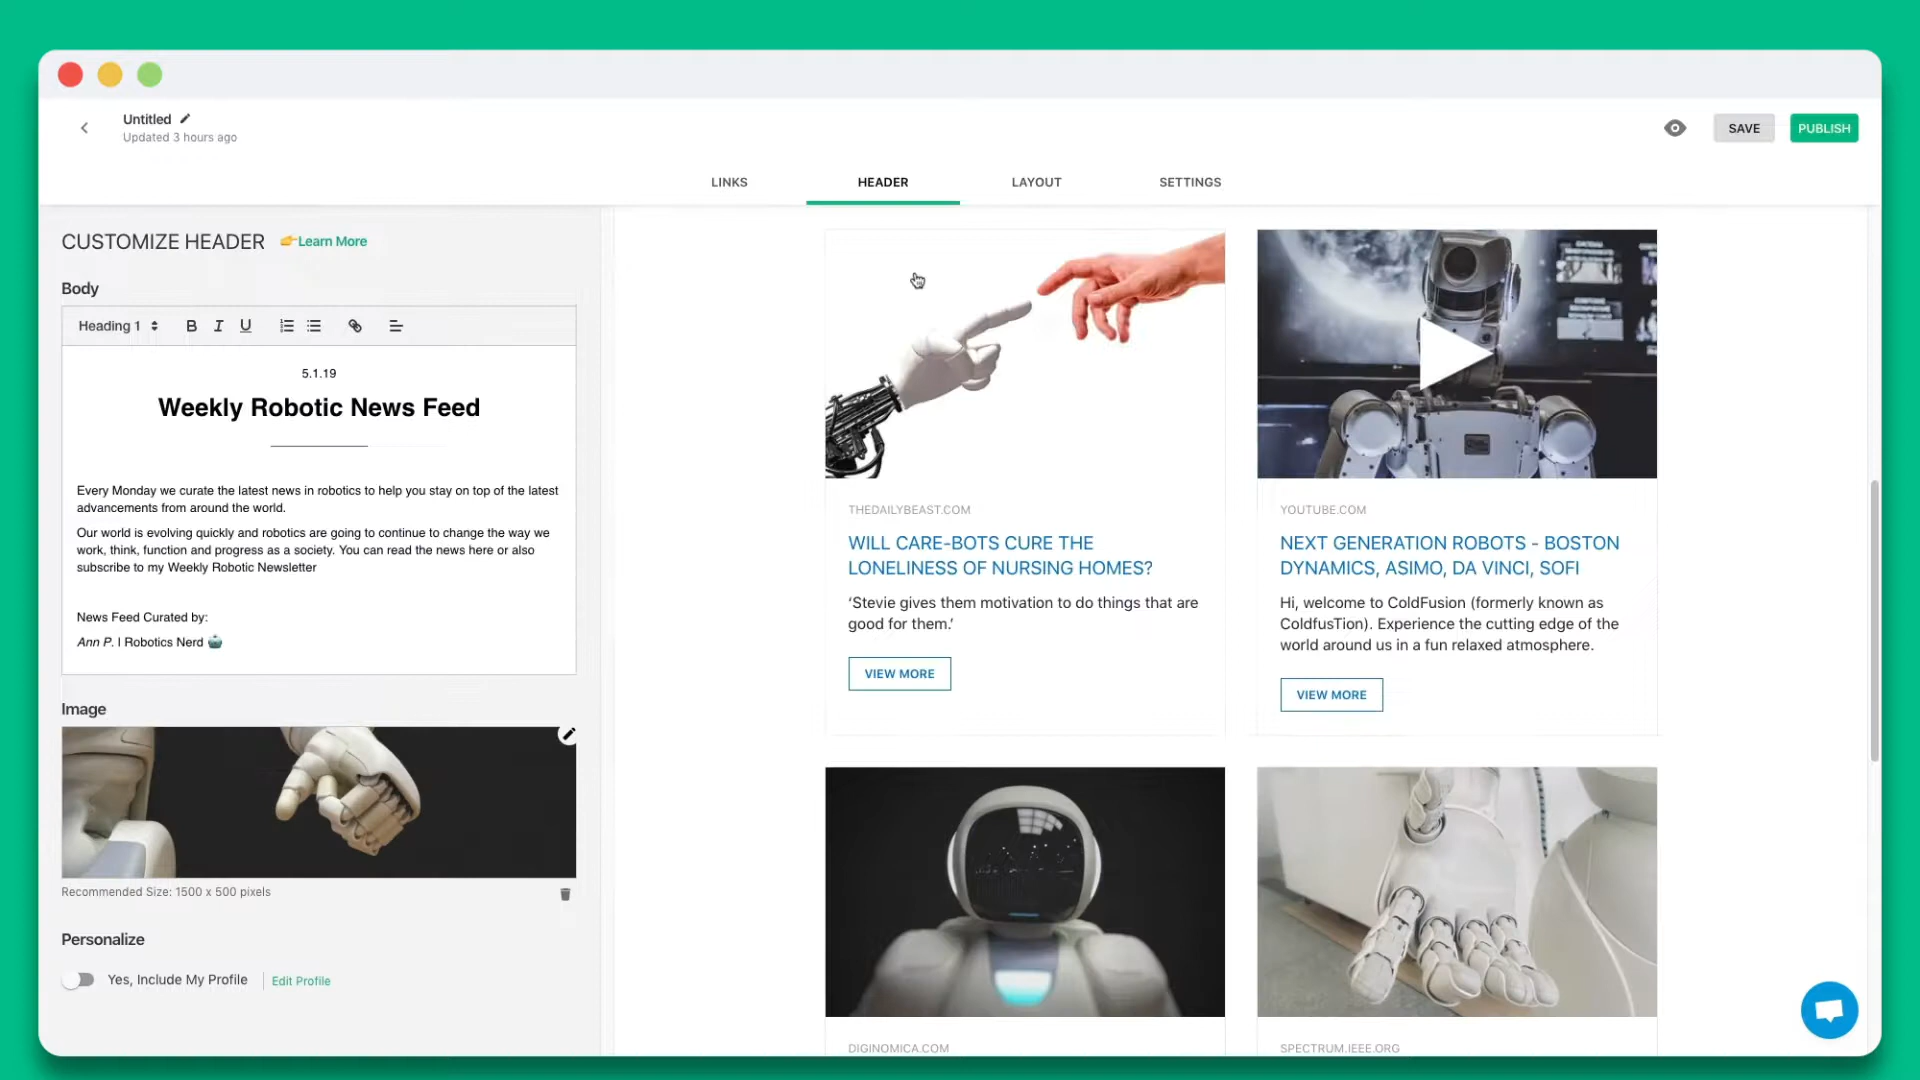 Untitled
Updated 3 hours ago
SAVE
PUBLISH
LINKS
HEADER
LAYOUT
SETTINGS
CUSTOMIZE HEADER
👉Learn More
Body
Heading 1
B I U
5.1.19
Weekly Robotic News Feed
Every Monday we curate the latest news in robotics to help you stay on top of the latest
advancements from around the world.
Our world is evolving quickly and robotics are going to continue to change the way we
work, think, function and progress as a society. You can read the news here or also
subscribe to my Weekly Robotic Newsletter
News Feed Curated by:
Ann P. I Robotics Nerd 🤖
Image
Recommended Size: 1500 x 500 pixels
Personalize
Yes, Include My Profile
Edit Profile
THEDAILYBEAST.COM
WILL CARE-BOTS CURE THE
LONELINESS OF NURSING HOMES?
‘Stevie gives them motivation to do things that are
good for them.’
VIEW MORE
YOUTUBE.COM
NEXT GENERATION ROBOTS - BOSTON
DYNAMICS, ASIMO, DA VINCI, SOFI
Hi, welcome to ColdFusion (formerly known as
ColdfusTion). Experience the cutting edge of the
world around us in a fun relaxed atmosphere.
VIEW MORE
DIGINOMICA.COM
SPECTRUM.IEEE.ORG